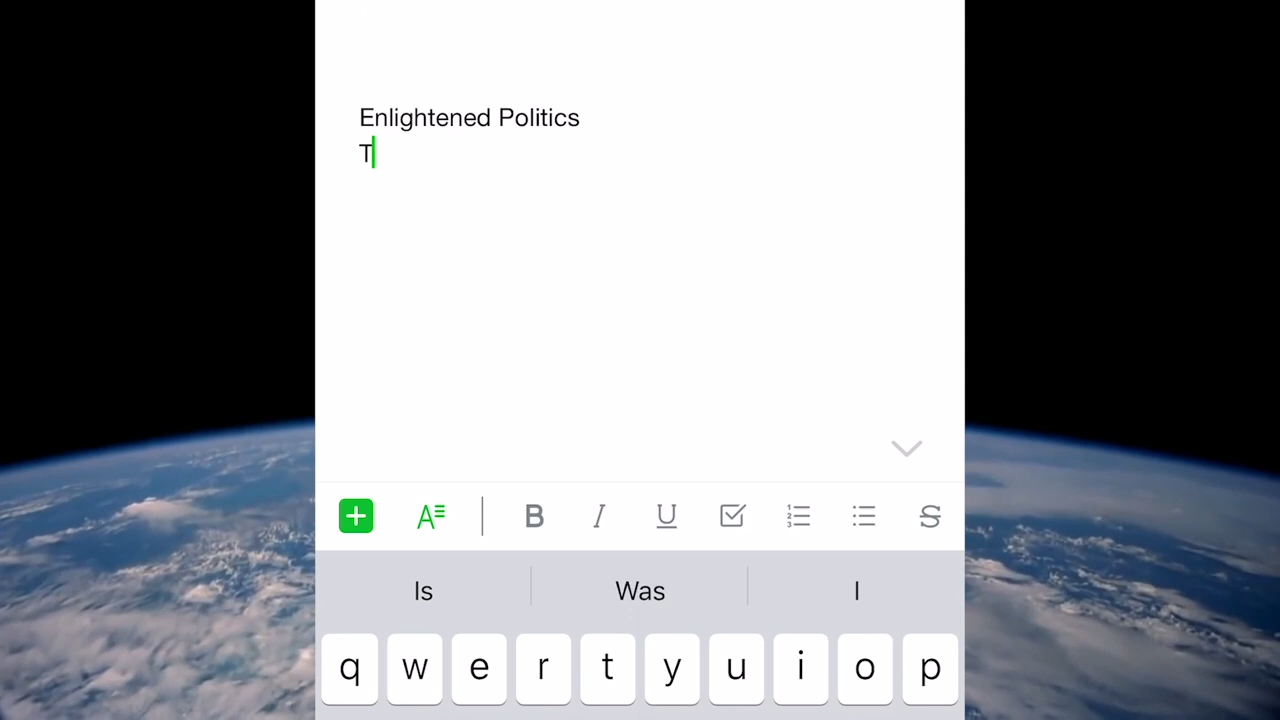 Enlightened Politics
T
B I U S
Is Was I
q w e r t y u i o p